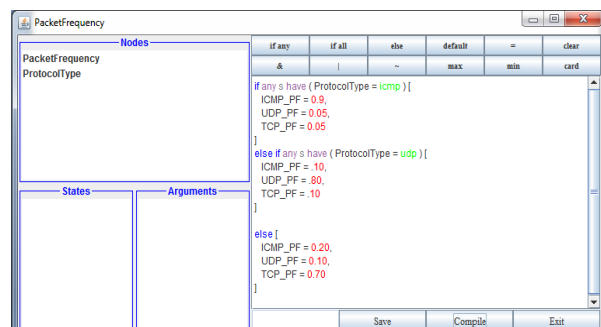 PacketFrequency
Nodes
PacketFrequency
ProtocolType
States
Arguments
if any if all else default = clear
& | ~ max min card
if any s have ( ProtocolType = icmp ) [
ICMP_PF = 0.9,
UDP_PF = 0.05,
TCP_PF = 0.05
]
else if any s have ( ProtocolType = udp ) [
ICMP_PF = .10,
UDP_PF = .80,
TCP_PF = .10
]
else [
ICMP_PF = 0.20,
UDP_PF = 0.10,
TCP_PF = 0.70
]
Save Compile Exit